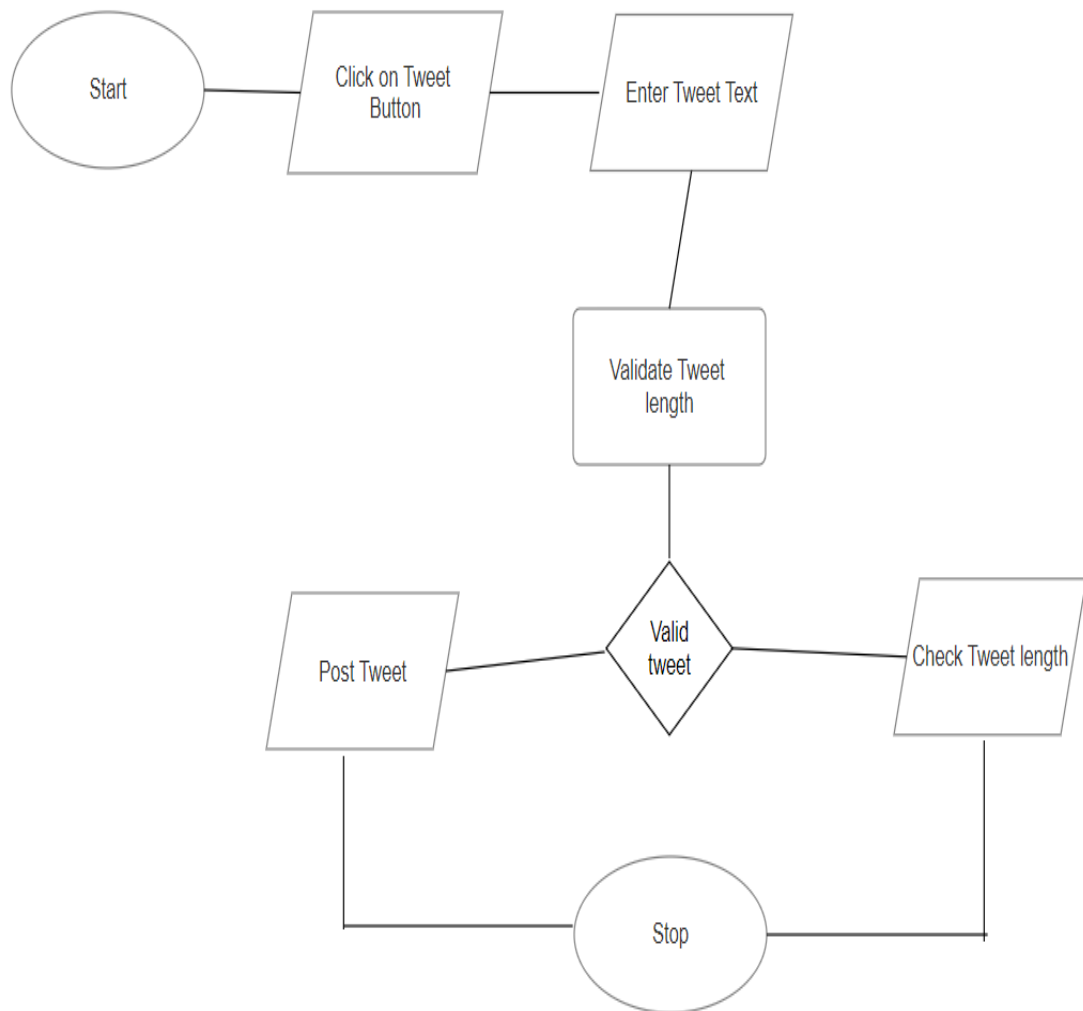 Start
Click on Tweet
Button
Enter Tweet Text
Validate Tweet
length
Valid
tweet
Post Tweet
Check Tweet length
Stop